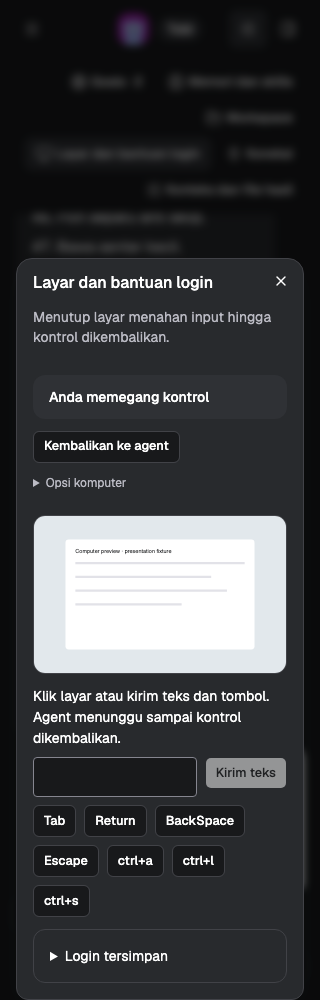 Layar dan bantuan login
Menutup layar menahan input hingga
kontrol dikembalikan.
Anda memegang kontrol
Kembalikan ke agent
Opsi komputer
Computer preview · presentation fixture
Klik layar atau kirim teks dan tombol.
Agent menunggu sampai kontrol
dikembalikan.
Kirim teks
Tab
Return
BackSpace
Escape
ctrl+a
ctrl+l
ctrl+s
Login tersimpan